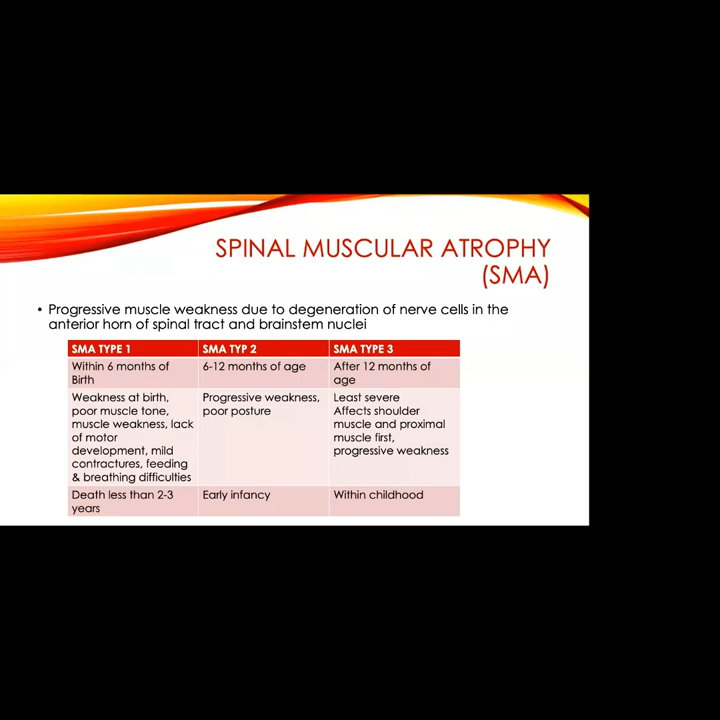 SPINAL MUSCULAR ATROPHY
(SMA)
• Progressive muscle weakness due to degeneration of nerve cells in the
anterior horn of spinal tract and brainstem nuclei
SMA TYPE 1 SMA TYP 2 SMA TYPE 3
Within 6 months of
Birth
6-12 months of age
After 12 months of
age
Weakness at birth,
poor muscle tone,
muscle weakness, lack
of motor
development, mild
contractures, feeding
& breathing difficulties
Progressive weakness,
poor posture
Least severe
Affects shoulder
muscle and proximal
muscle first,
progressive weakness
Death less than 2-3
years
Early infancy
Within childhood